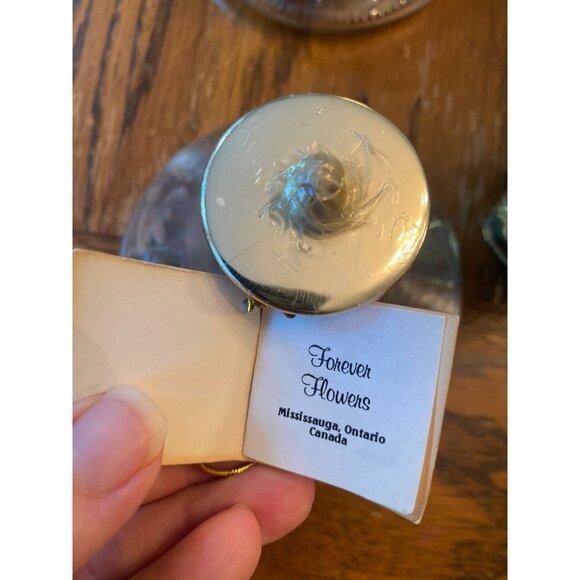 Forever
Flowers
Mississauga, Ontario
Canada